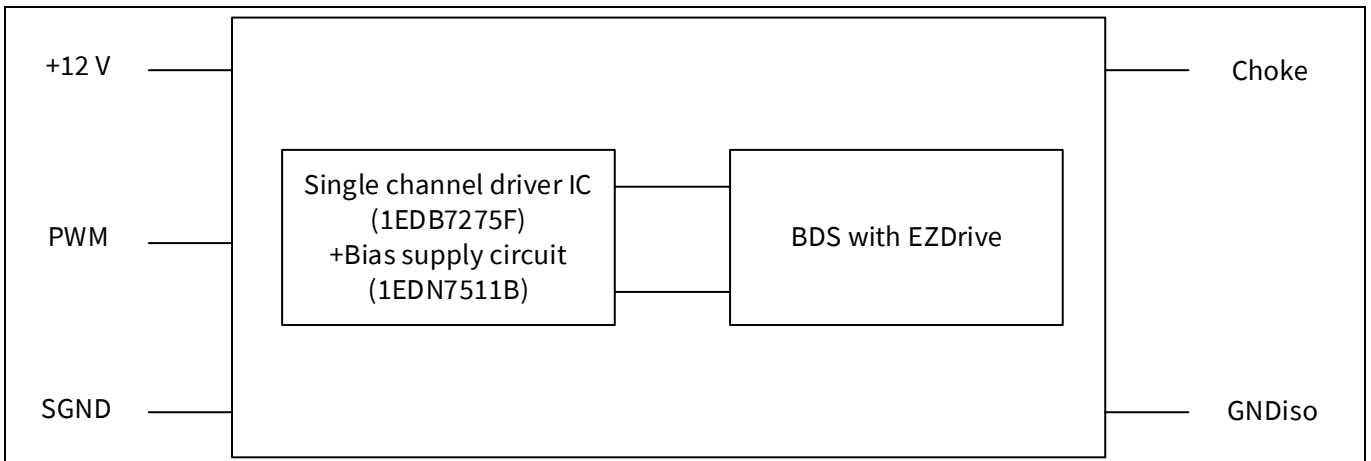 +12 V
PWM
SGND
Single channel driver IC
(1EDB7275F)
+Bias supply circuit
(1EDN7511B)
BDS with EZDrive
Choke
GNDiso